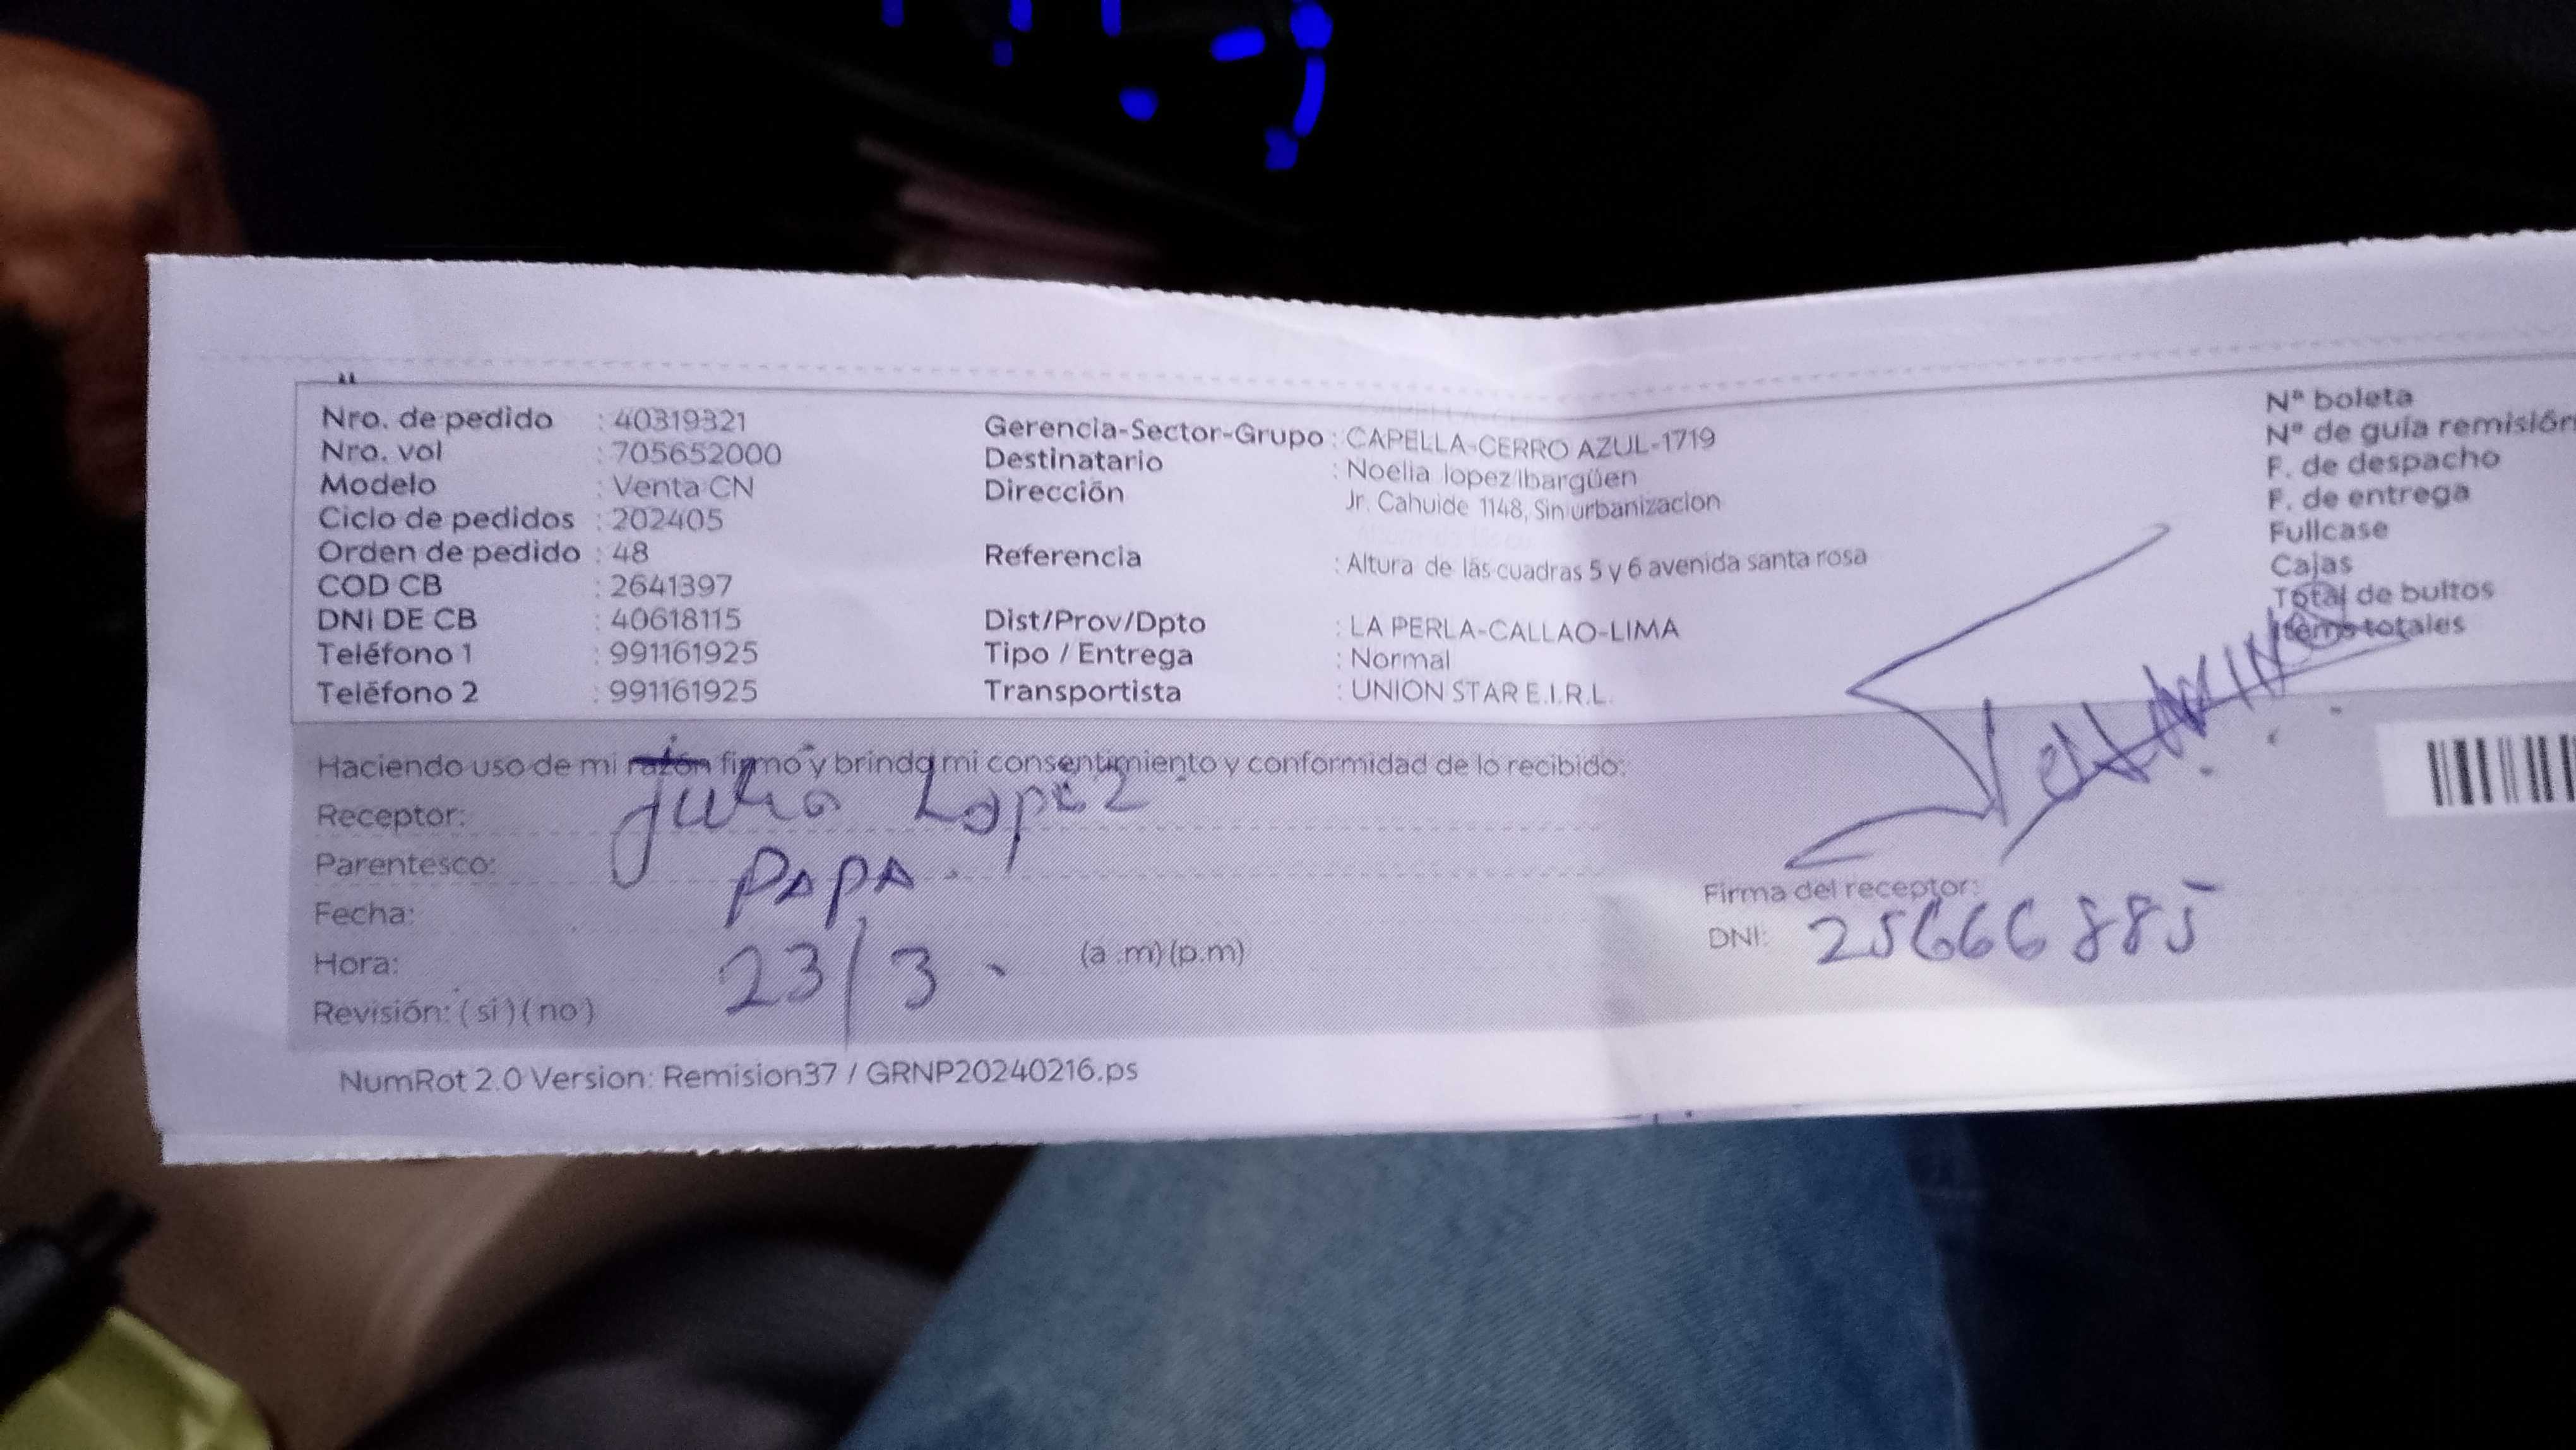 Nro. de pedido : 40319321
Nro. vol : 705652000
Modelo : Venta CN
Ciclo de pedidos : 202405
Orden de pedido : 48
COD CB : 2641397
DNI DE CB : 40618115
Teléfono 1 : 991161925
Teléfono 2 : 991161925
Gerencia-Sector-Grupo : CAPELLA-CERRO AZUL-1719
Destinatario : Noelia lopez Ibargüen
Dirección Jr. Cahuide 1148, Sin urbanizacion
Referencia : Altura de las cuadras 5 y 6 avenida santa rosa
Dist/Prov/Dpto : LA PERLA-CALLAO-LIMA
Tipo / Entrega : Normal
Transportista : UNION STAR E.I.R.L.
Nª boleta
Nª de guía remisión
F. de despacho
F. de entrega
Fullcase
Cajas
Total de bultos
Items totales
Haciendo uso de mi razón firmo y brindo mi consentimiento y conformidad de lo recibido:
Receptor: Julio Lopez
Parentesco: PAPA.
Fecha: 23/3
Hora: (a .m) (p.m)
Revisión: ( si ) ( no )
Firma del receptor:
DNI: 25666885
NumRot 2.0 Version: Remision37 / GRNP20240216.ps